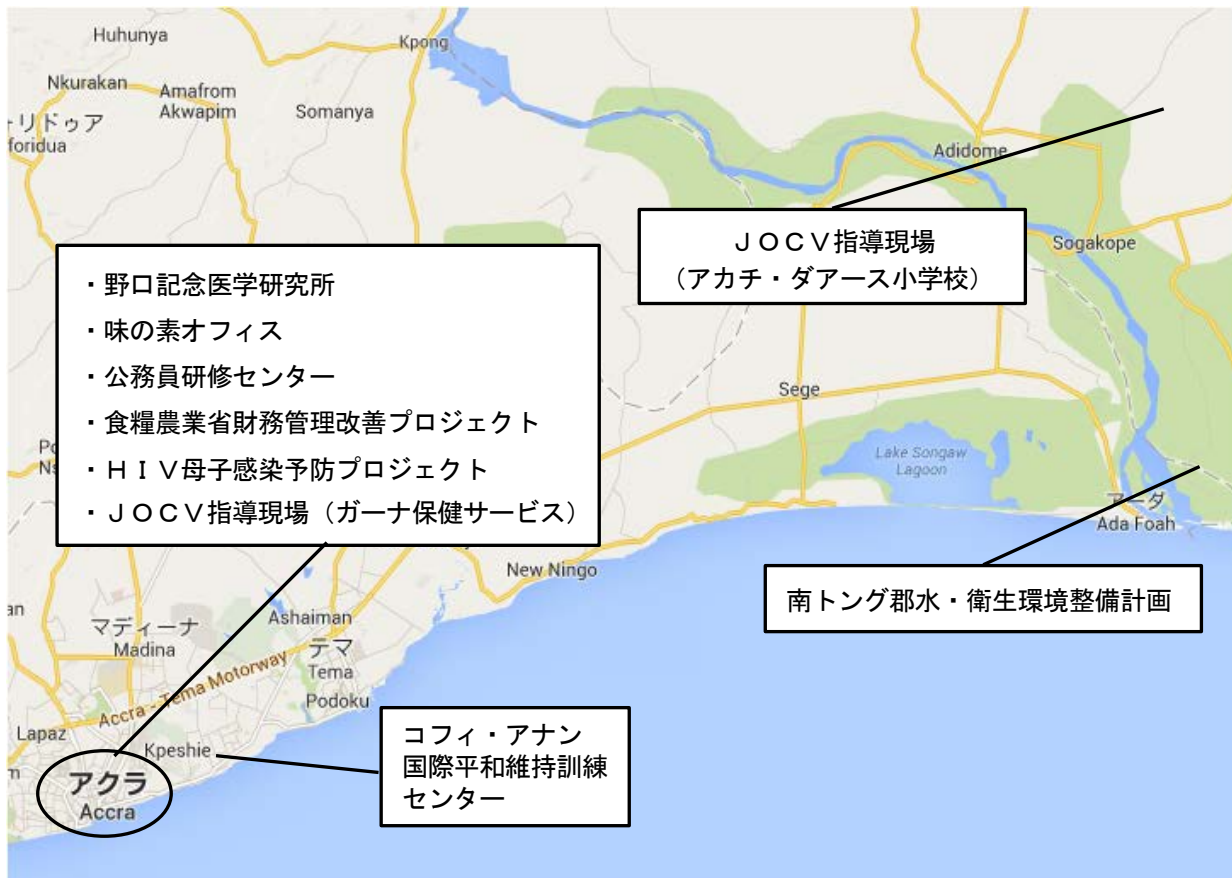 Huhunya
Kpong
Nkurakan
Amafrom
Akwapim
Somanya
トリドゥア
foridua
Adidome
ＪＯＣＶ指導現場
（アカチ・ダアース小学校）
Sogakope
・野口記念医学研究所
・味の素オフィス
・公務員研修センター
・食糧農業省財務管理改善プロジェクト
・ＨＩＶ母子感染予防プロジェクト
・ＪＯＣＶ指導現場（ガーナ保健サービス）
Sege
Lake Songaw
Lagoon
アーダ
Ada Foah
New Ningo
南トング郡水・衛生環境整備計画
Ashaiman
マディーナ
Madina
テマ
Tema
Accra - Tema Motorway
Podoku
Lapaz
Kpeshie
コフィ・アナン
国際平和維持訓練
センター
アクラ
Accra